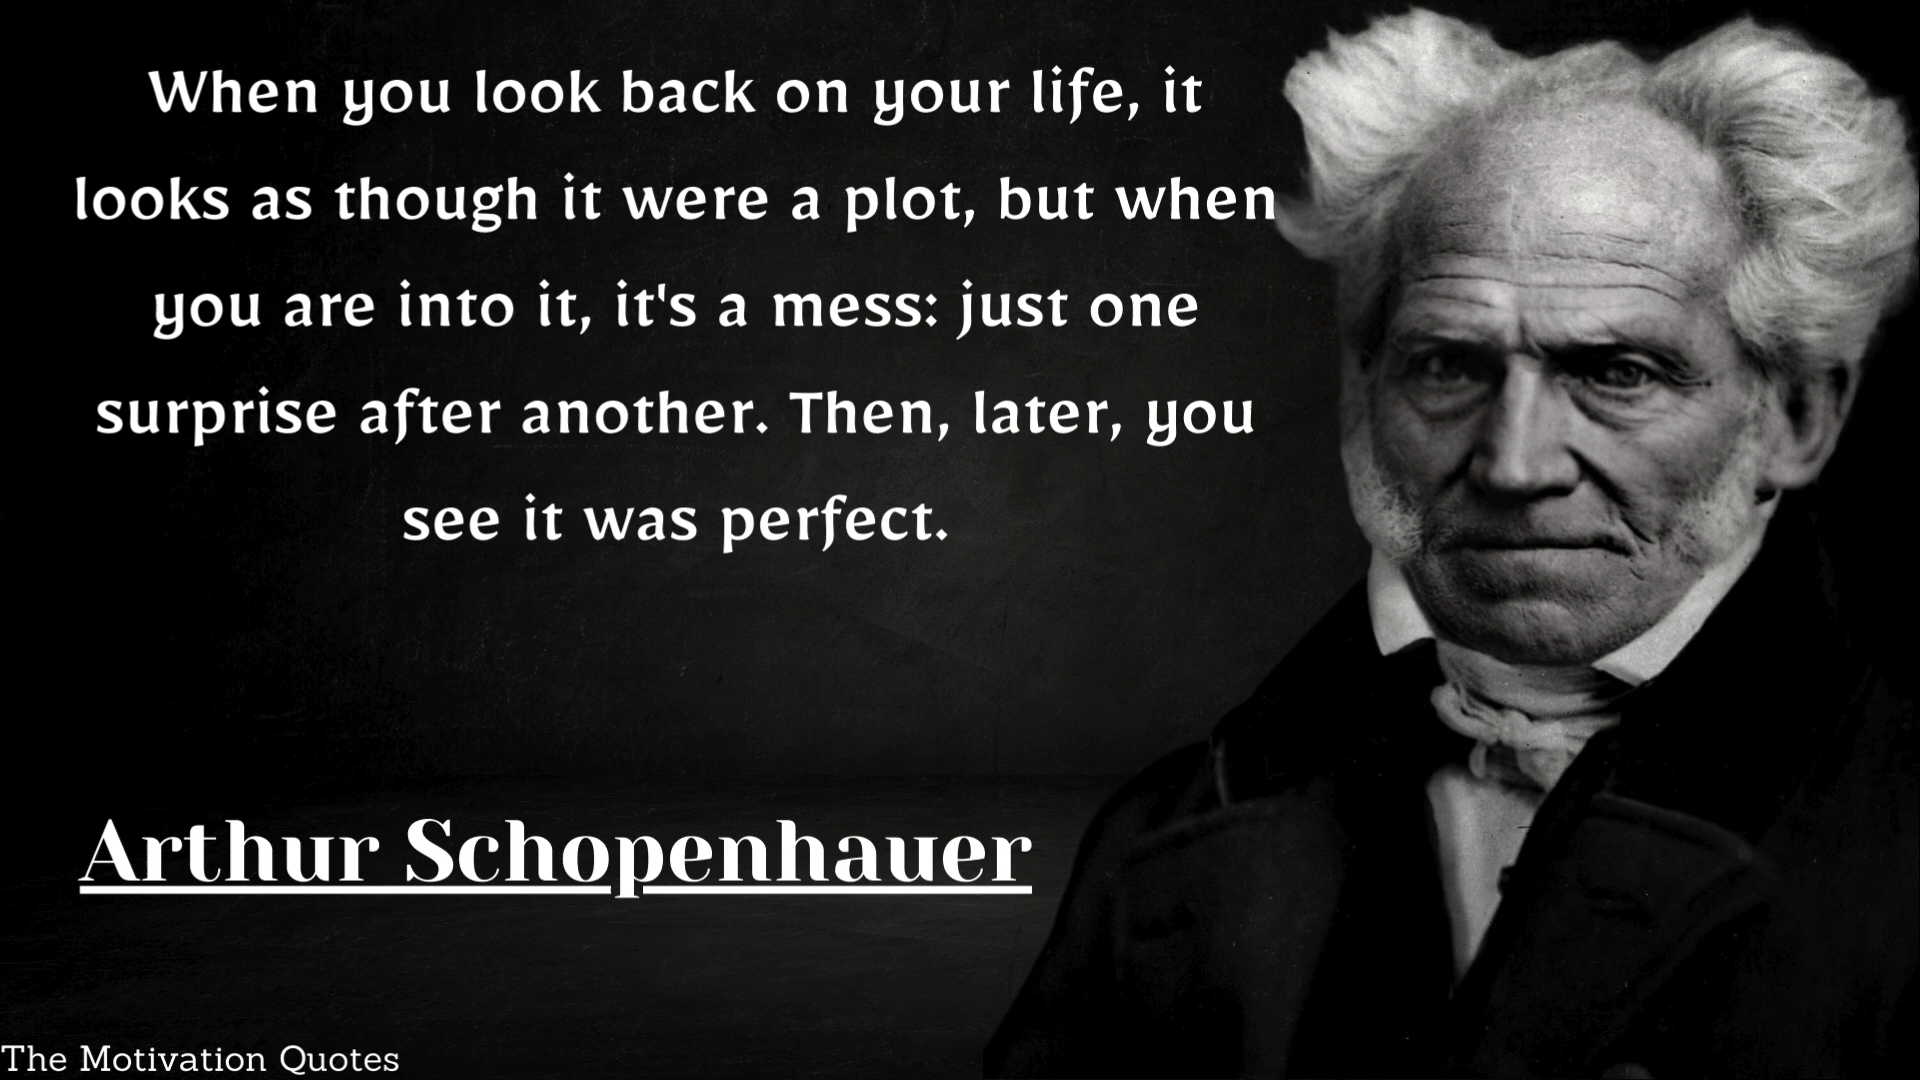 When you look back on your life, it
looks as though it were a plot, but when
you are into it, it's a mess: just one
surprise after another. Then, later, you
see it was perfect.
Arthur Schopenhauer
The Motivation Quotes